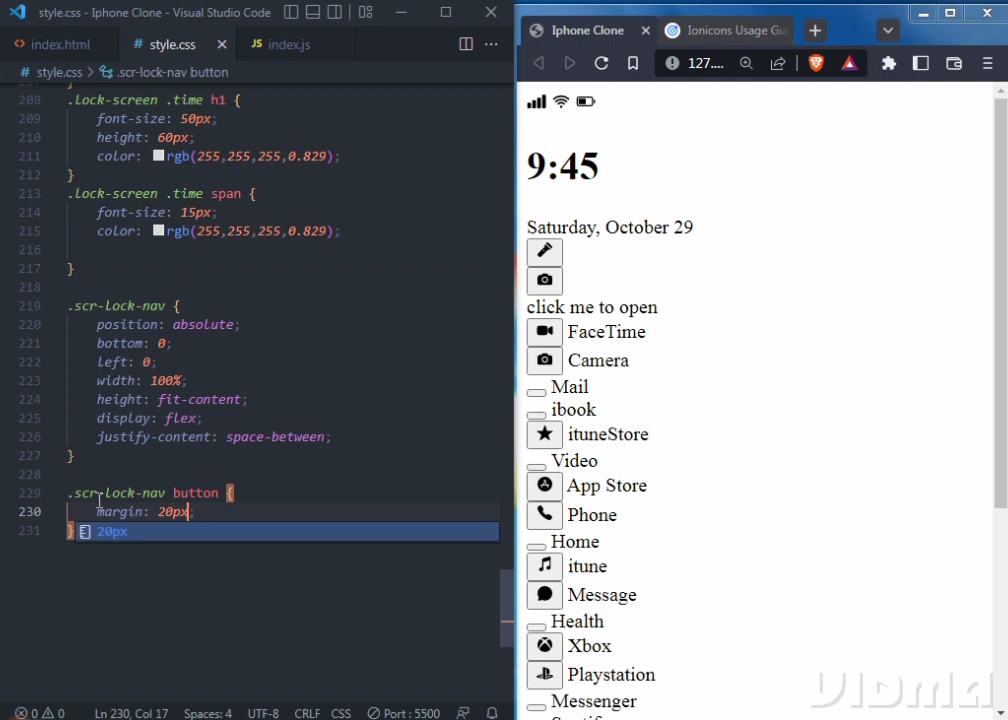 style.css - Iphone Clone - Visual Studio Code
index.html
# style.css
JS index.js
# style.css > .scr-lock-nav button
208 .lock-screen .time h1 {
209 font-size: 50px;
210 height: 60px;
211 color: rgb(255,255,255,0.829);
212 }
213 .lock-screen .time span {
214 font-size: 15px;
215 color: rgb(255,255,255,0.829);
216
217 }
218
219 .scr-lock-nav {
220 position: absolute;
221 bottom: 0;
222 left: 0;
223 width: 100%;
224 height: fit-content;
225 display: flex;
226 justify-content: space-between;
227 }
228
229 .scr-lock-nav button {
230 margin: 20px;
231 }
20px
0 0
Ln 230, Col 17
Spaces: 4
UTF-8
CRLF
CSS
Port : 5500
Iphone Clone
Ionicons Usage Gu
127....
9:45
Saturday, October 29
click me to open
FaceTime
Camera
Mail
ibook
ituneStore
Video
App Store
Phone
Home
itune
Message
Health
Xbox
Playstation
Messenger
VIDMA